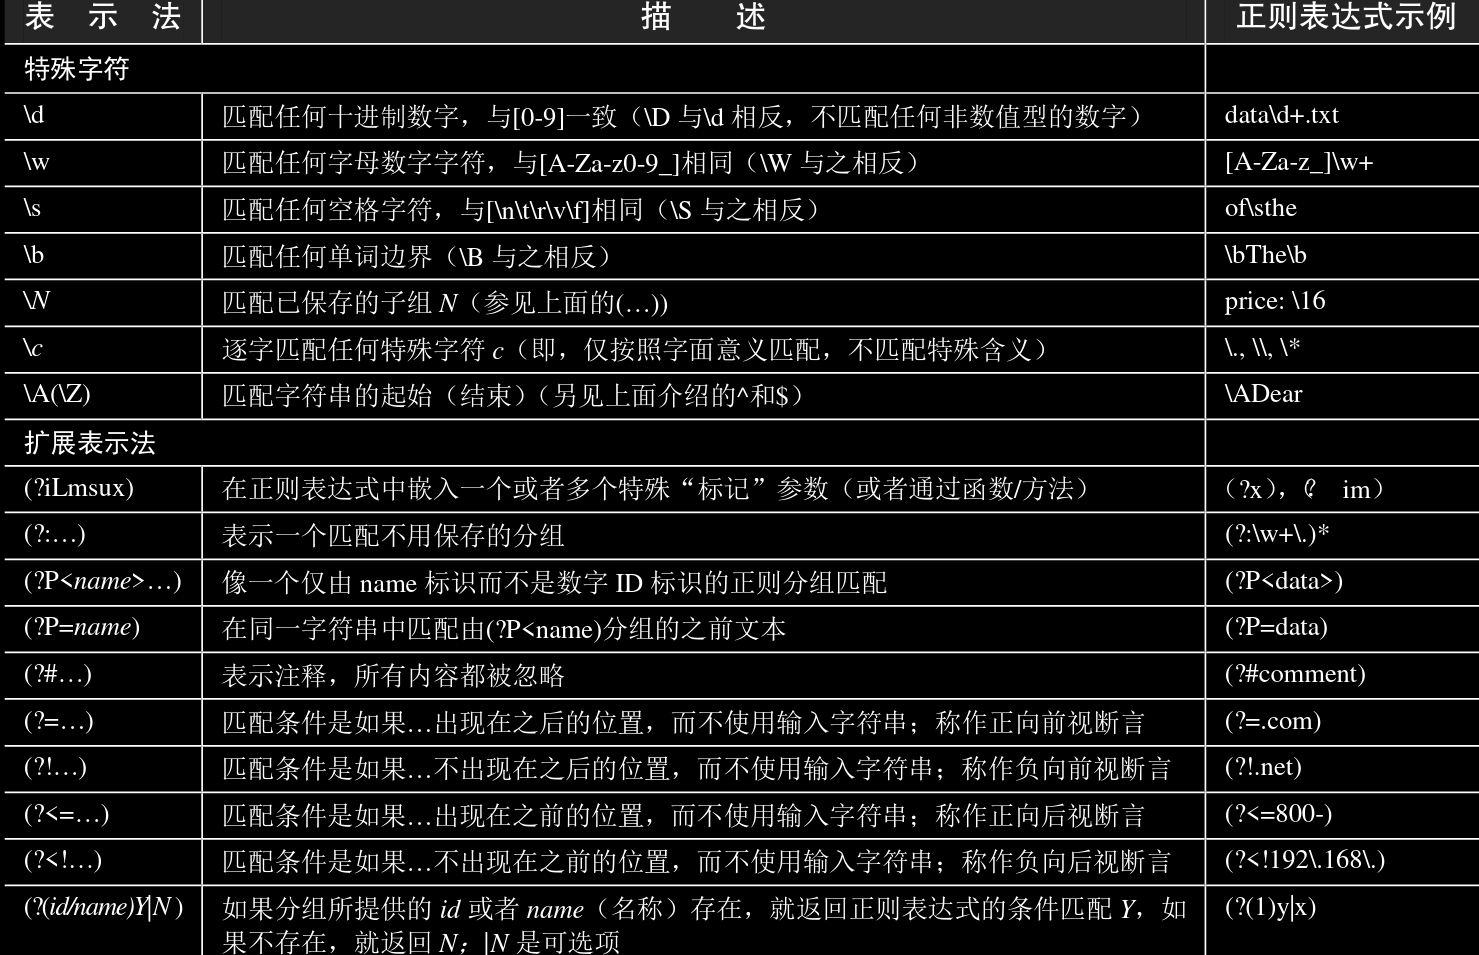 表 示 法 描 述 正则表达式示例
特殊字符
\d 匹配任何十进制数字，与[0-9]一致（\D 与\d 相反，不匹配任何非数值型的数字） data\d+.txt
\w 匹配任何字母数字字符，与[A-Za-z0-9_]相同（\W 与之相反） [A-Za-z_]\w+
\s 匹配任何空格字符，与[\n\t\r\v\f]相同（\S 与之相反） of\sthe
\b 匹配任何单词边界（\B 与之相反） \bThe\b
\N 匹配已保存的子组 N（参见上面的(…)） price: \16
\c 逐字匹配任何特殊字符 c（即，仅按照字面意义匹配，不匹配特殊含义） \., \\, \*
\A(\Z) 匹配字符串的起始（结束）（另见上面介绍的^和$） \ADear
扩展表示法
(?iLmsux) 在正则表达式中嵌入一个或者多个特殊“标记”参数（或者通过函数/方法） （?x），（? im）
(?:…) 表示一个匹配不用保存的分组 (?:\w+\.)*
(?P<name>…) 像一个仅由 name 标识而不是数字 ID 标识的正则分组匹配 (?P<data>)
(?P=name) 在同一字符串中匹配由(?P<name)分组的之前文本 (?P=data)
(?#…) 表示注释，所有内容都被忽略 (?#comment)
(?=…) 匹配条件是如果…出现在之后的位置，而不使用输入字符串；称作正向前视断言 (?=.com)
(?!…) 匹配条件是如果…不出现在之后的位置，而不使用输入字符串；称作负向前视断言 (?!.net)
(?<=…) 匹配条件是如果…出现在之前的位置，而不使用输入字符串；称作正向后视断言 (?<=800-)
(?<!…) 匹配条件是如果…不出现在之前的位置，而不使用输入字符串；称作负向后视断言 (?<!192\.168\.)
(?(id/name)Y|N ) 如果分组所提供的 id 或者 name（名称）存在，就返回正则表达式的条件匹配 Y，如 (?(1)y|x)
果不存在，就返回 N；|N 是可选项